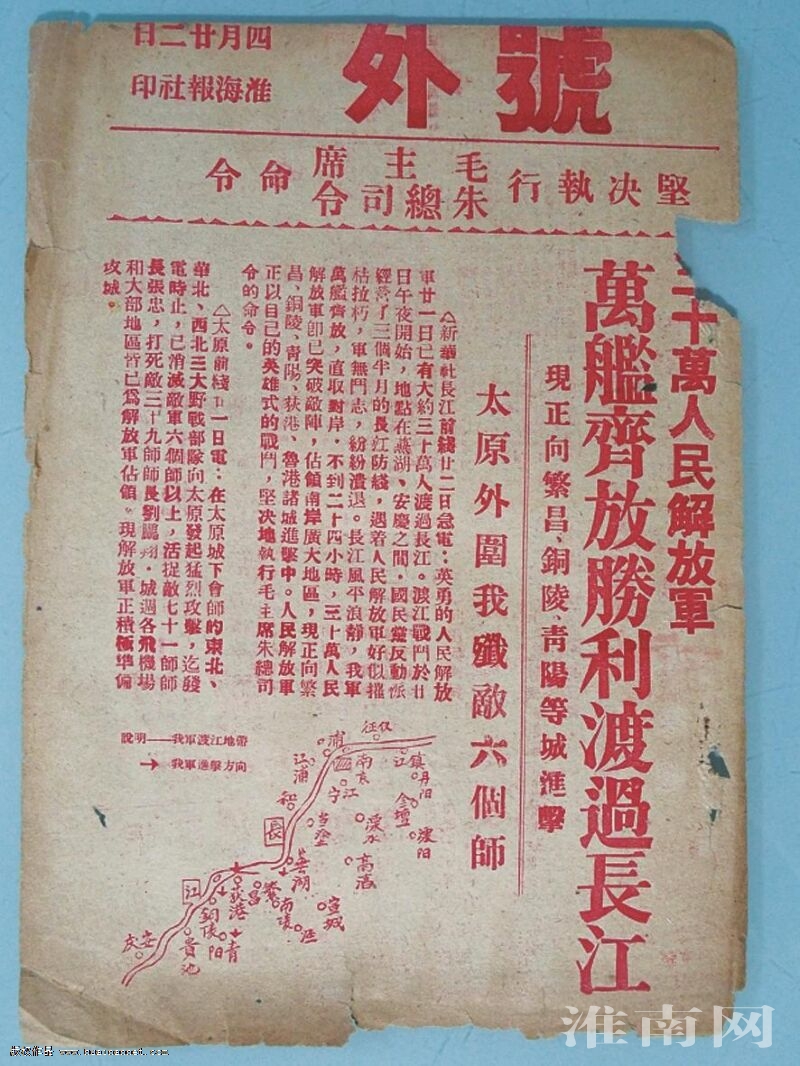 號外
四月廿二日
淮海報社印
堅决執行毛主席朱總司令命令
三十萬人民解放軍
萬艦齊放勝利渡過長江
現正向繁昌、銅陵、青陽等城進擊
太原外圍我殲敵六個師
△新華社長江前綫廿二日急電：英勇的人民解放
軍廿一日已有大約三十萬人渡過長江。渡江戰鬥於廿
日午夜開始，地點在蕪湖、安慶之間。國民黨反動派
經營了三個半月的長江防綫，遇着人民解放軍好似摧
枯拉朽，軍無鬥志，紛紛潰退。長江風平浪靜，我軍
萬艦齊放，直取對岸，不到二十四小時，三十萬人民
解放軍卽已突破敵陣，佔領南岸廣大地區，現正向繁
昌、銅陵、青陽、荻港、魯港諸城進擊中。人民解放軍
正以自己的英雄式的戰鬥，堅决地執行毛主席朱總司
令的命令。
△太原前綫廿一日電：在太原城下會師的東北、
華北、西北三大野戰部隊向太原發起猛烈攻擊，迄發
電時止，已消滅敵軍六個師以上，活捉敵七十一師師
長張忠，打死敵三十九師師長劉鵬翔。城週各飛機場
和大部地區皆已爲解放軍佔領。現解放軍正積極準備
攻城。
說明——我軍渡江地帶
→我軍進擊方向
仪征
浦
江浦
南京
江宁
镇江
丹阳
金壇
溧阳
溧水
高淳
当塗
和
長
江
蕪湖
宣城
南陵
涇
繁昌
荻港
銅陵
青阳
貴池
安庆
淮南网